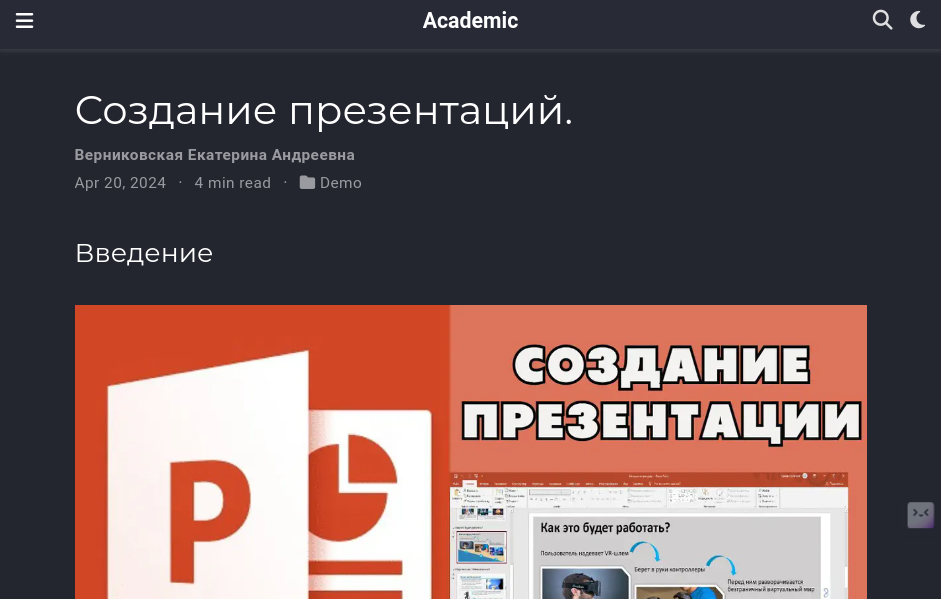 Academic
Создание презентаций.
Верниковская Екатерина Андреевна
Apr 20, 2024 · 4 min read · Demo
Введение
СОЗДАНИЕ
ПРЕЗЕНТАЦИИ
P
Как это будет работать?
Пользователь надевает VR-шлем
Берет в руки контроллеры
Перед ним разворачивается
безграничный виртуальный мир